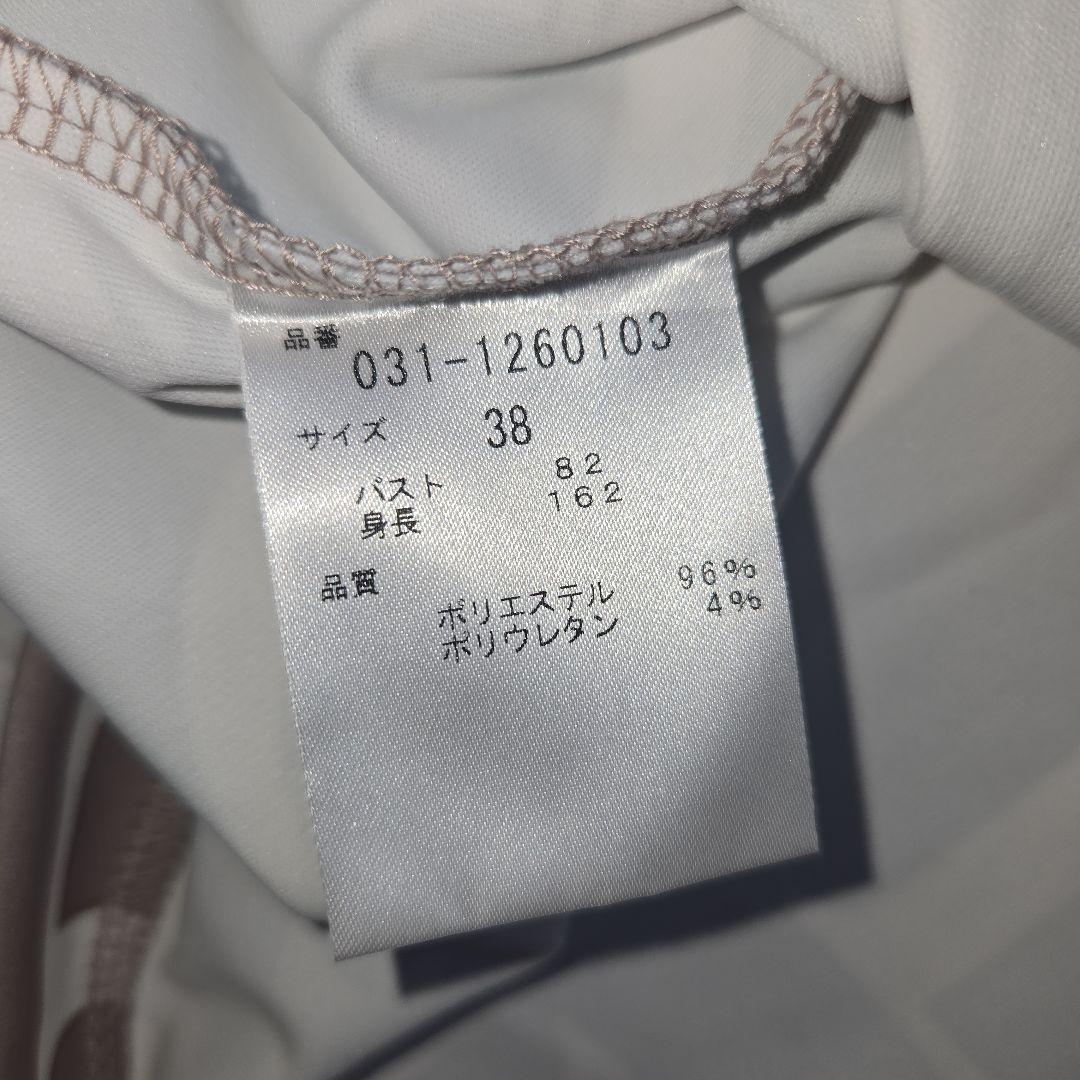 品番 031-1260103
サイズ 38
バスト 82
身長 162
品質
ポリエステル 96%
ポリウレタン 4%